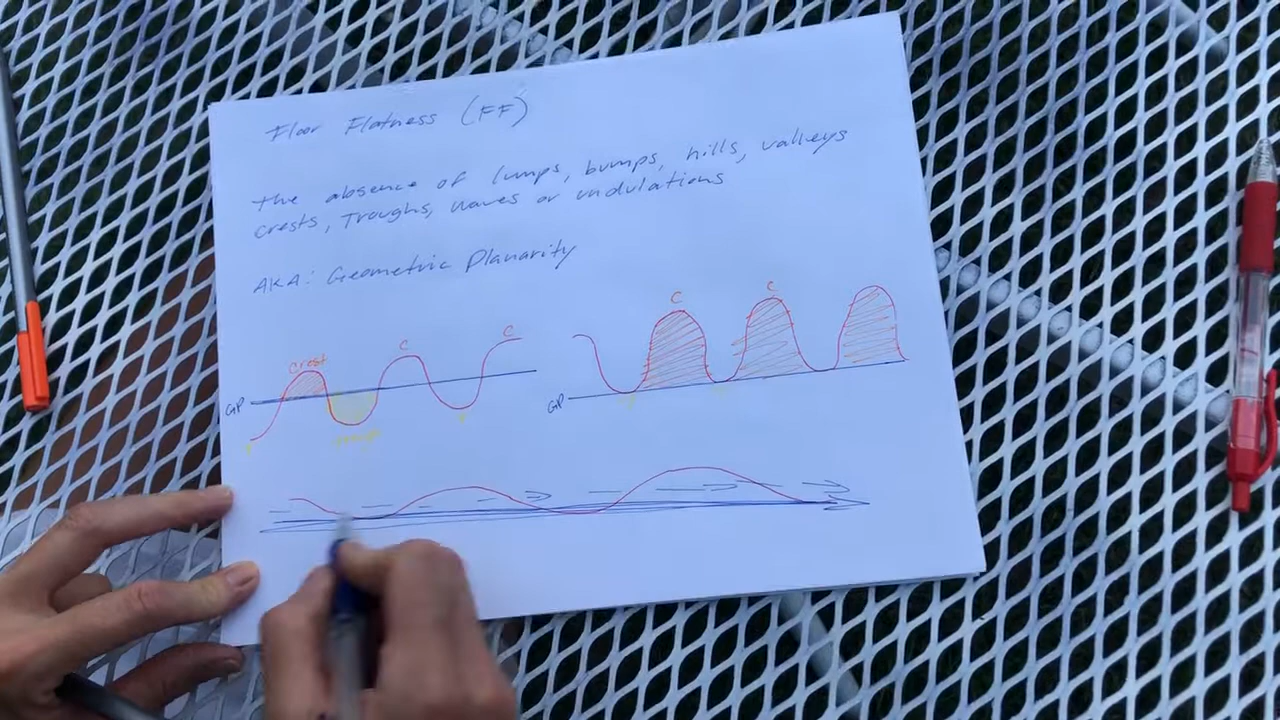 Floor Flatness (FF)
the absence of lumps, bumps, hills, valleys
crests, Troughs, waves or undulations
AKA: Geometric Planarity
C
C
crest
C
C
GP
GP
T